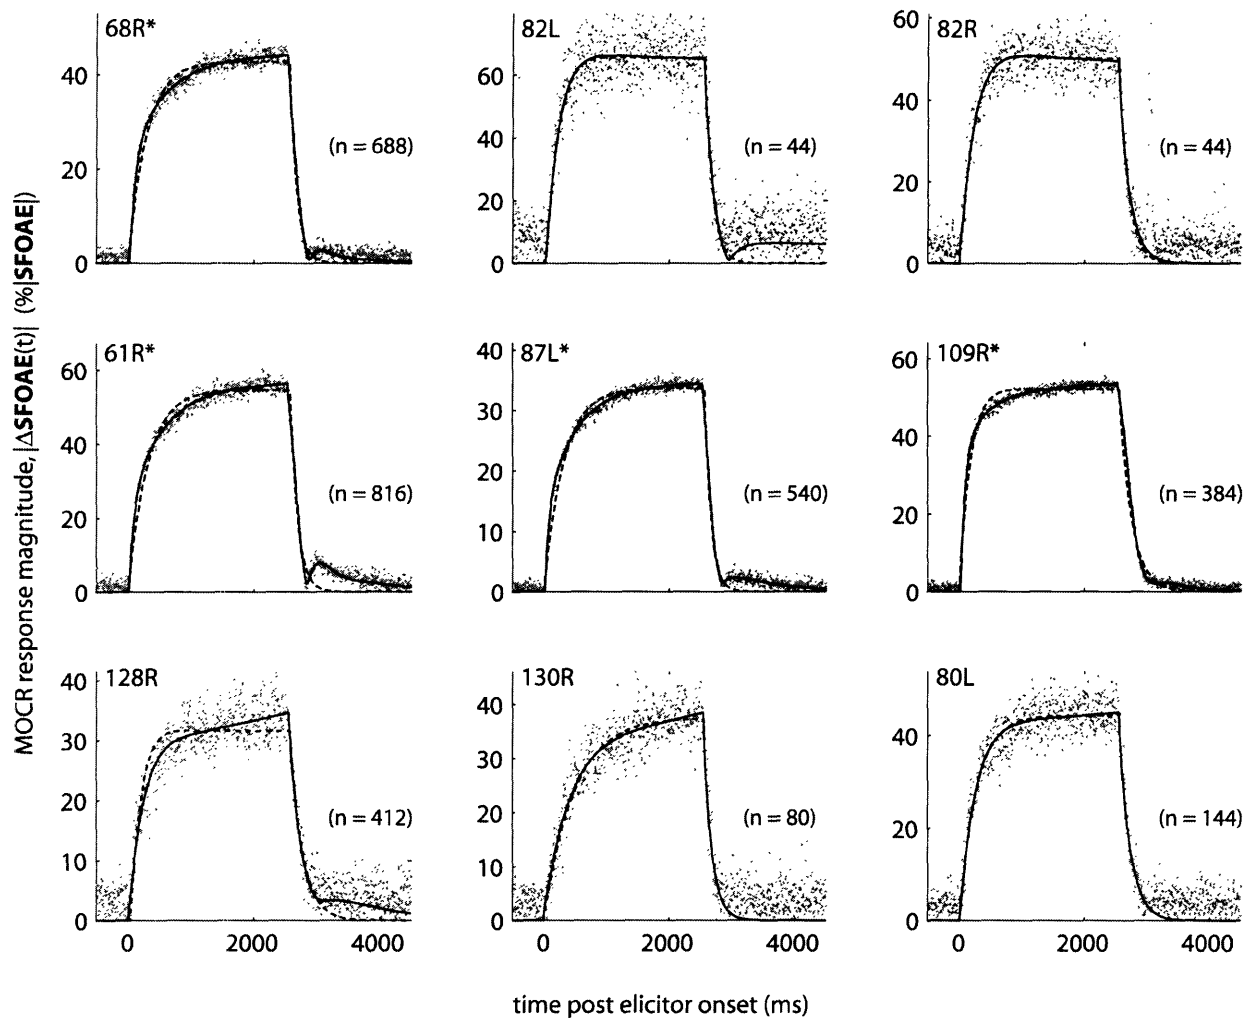 MOCR response magnitude, |ΔSFOAE(t)| (%|SFOAE|)
68R*
40
20
0
(n = 688)
82L
60
40
20
0
(n = 44)
82R
60
40
20
0
(n = 44)
61R*
60
40
20
0
(n = 816)
87L*
40
30
20
10
0
(n = 540)
109R*
60
40
20
0
(n = 384)
128R
40
30
20
10
0
(n = 412)
0 2000 4000
130R
40
30
20
10
0
(n = 80)
0 2000 4000
80L
40
20
0
(n = 144)
0 2000 4000
time post elicitor onset (ms)